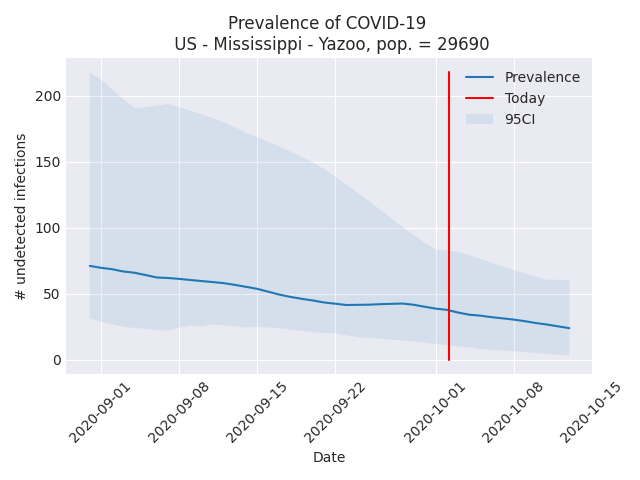 Prevalence of COVID-19
US - Mississippi - Yazoo, pop. = 29690
Prevalence
Today
95CI
# undetected infections
200
150
100
50
0
2020-09-01
2020-09-08
2020-09-15
2020-09-22
2020-10-01
2020-10-08
2020-10-15
Date